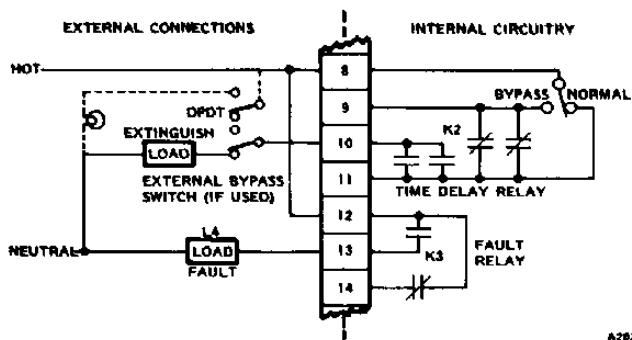 EXTERNAL CONNECTIONS
INTERNAL CIRCUITRY
HOT
8
BYPASS
NORMAL
9
DPDT
K2
EXTINGUISH
10
LOAD
11
TIME DELAY RELAY
EXTERNAL BYPASS
SWITCH (IF USED)
12
L4
NEUTRAL
LOAD
13
FAULT
RELAY
K3
FAULT
14